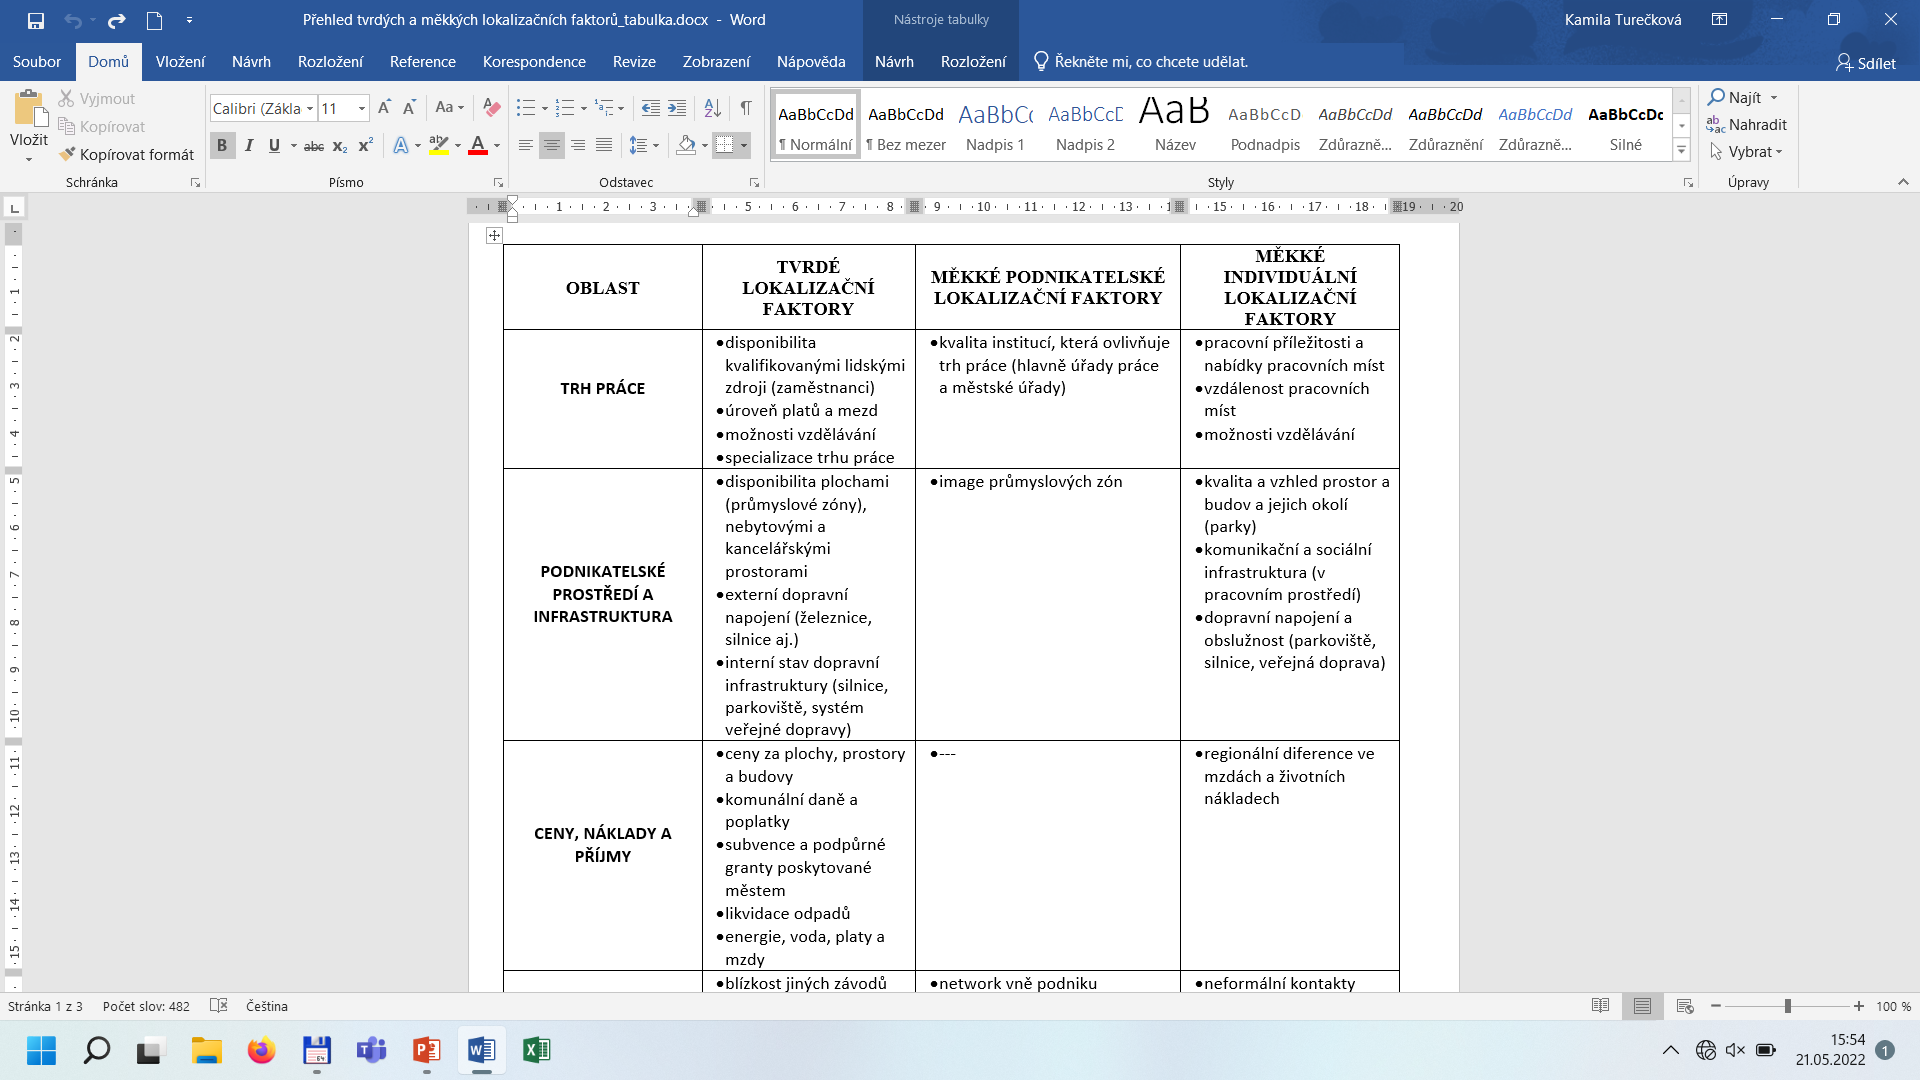 Přehled tvrdých a měkkých lokalizačních faktorů_tabulka.docx - Word
Nástroje tabulky
Kamila Turečková
Soubor Domů Vložení Návrh Rozložení Reference Korespondence Revize Zobrazení Nápověda Návrh Rozložení Řekněte mi, co chcete udělat. Sdílet
Vložit
Vyjmout
Kopírovat
Kopírovat formát
Schránka
Calibri (Zákla 11
Písmo
Odstavec
AaBbCcDd AaBbCcDd AaBbCc AaBbCcD AaB AaBbCcD AaBbCcDd AaBbCcDd AaBbCcDd AaBbCcDc
¶ Normální ¶ Bez mezer Nadpis 1 Nadpis 2 Název Podnadpis Zdůrazně... Zdůraznění Zdůrazně... Silné
Styly
Najít
Nahradit
Vybrat
Úpravy
OBLAST
TVRDÉ
LOKALIZAČNÍ
FAKTORY
MĚKKÉ PODNIKATELSKÉ
LOKALIZAČNÍ FAKTORY
MĚKKÉ
INDIVIDUÁLNÍ
LOKALIZAČNÍ
FAKTORY
TRH PRÁCE
•disponibilita
kvalifikovanými lidskými
zdroji (zaměstnanci)
•úroveň platů a mezd
•možnosti vzdělávání
•specializace trhu práce
•kvalita institucí, která ovlivňuje
trh práce (hlavně úřady práce
a městské úřady)
•pracovní příležitosti a
nabídky pracovních míst
•vzdálenost pracovních
míst
•možnosti vzdělávání
PODNIKATELSKÉ
PROSTŘEDÍ A
INFRASTRUKTURA
•disponibilita plochami
(průmyslové zóny),
nebytovými a
kancelářskými
prostorami
•externí dopravní
napojení (železnice,
silnice aj.)
•interní stav dopravní
infrastruktury (silnice,
parkoviště, systém
veřejné dopravy)
•image průmyslových zón
•kvalita a vzhled prostor a
budov a jejich okolí
(parky)
•komunikační a sociální
infrastruktura (v
pracovním prostředí)
•dopravní napojení a
obslužnost (parkoviště,
silnice, veřejná doprava)
CENY, NÁKLADY A
PŘÍJMY
•ceny za plochy, prostory
a budovy
•komunální daně a
poplatky
•subvence a podpůrné
granty poskytované
městem
•likvidace odpadů
•energie, voda, platy a
mzdy
•---
•regionální diference ve
mzdách a životních
nákladech
•blízkost jiných závodů
•network vně podniku
•neformální kontakty
Stránka 1 z 3 Počet slov: 482 Čeština 100 %
15:54
21.05.2022
1